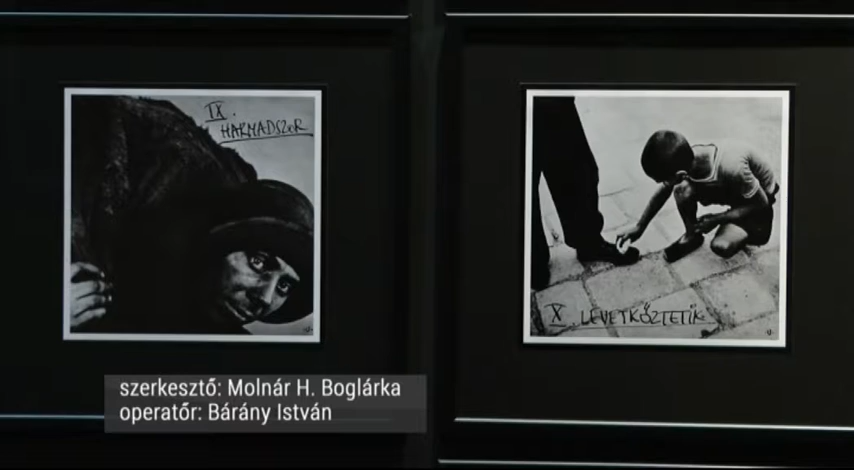 IX.
HARMADSZOR
X. LEVETKŐZTETIK
szerkesztő: Molnár H. Boglárka
operatőr: Bárány István